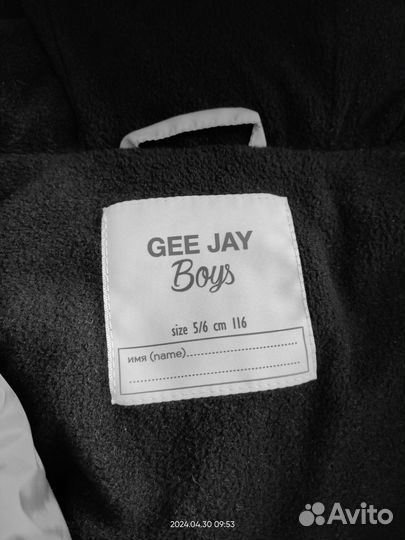 GEE JAY
Boys
size 5/6 cm 116
имя (name)..............................
..................................................
2024.04.30 09:53
Avito